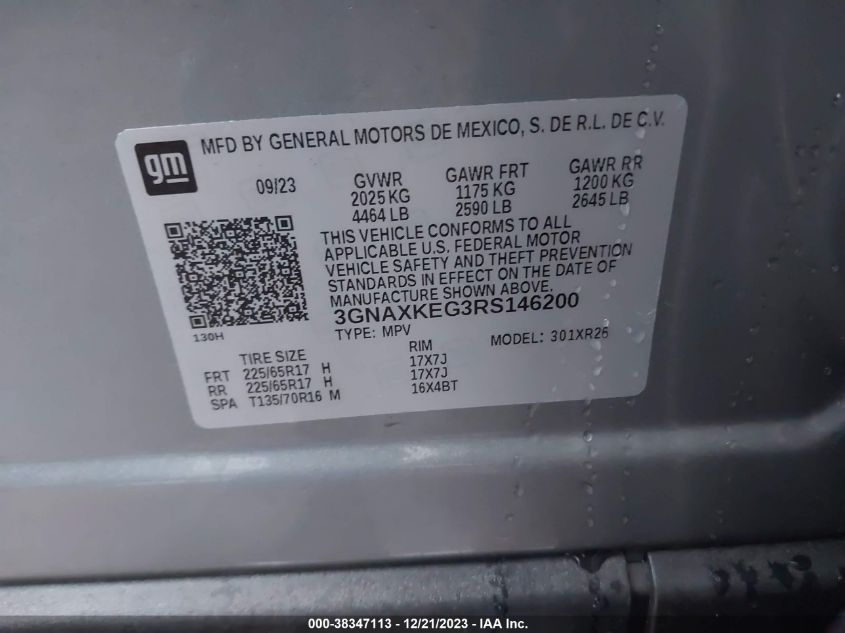 gm
MFD BY GENERAL MOTORS DE MEXICO, S. DE R.L. DE C.V.
09/23
GVWR GAWR FRT GAWR RR
2025 KG 1175 KG 1200 KG
4464 LB 2590 LB 2645 LB
THIS VEHICLE CONFORMS TO ALL
APPLICABLE U.S. FEDERAL MOTOR
VEHICLE SAFETY AND THEFT PREVENTION
STANDARDS IN EFFECT ON THE DATE OF
MANUFACTURE SHOWN ABOVE.
3GNAXKEG3RS146200
130H
TYPE: MPV MODEL: 301XR26
TIRE SIZE RIM
FRT 225/65R17 H 17X7J
RR 225/65R17 H 17X7J
SPA T135/70R16 M 16X4BT
000-38347113 - 12/21/2023 - IAA Inc.